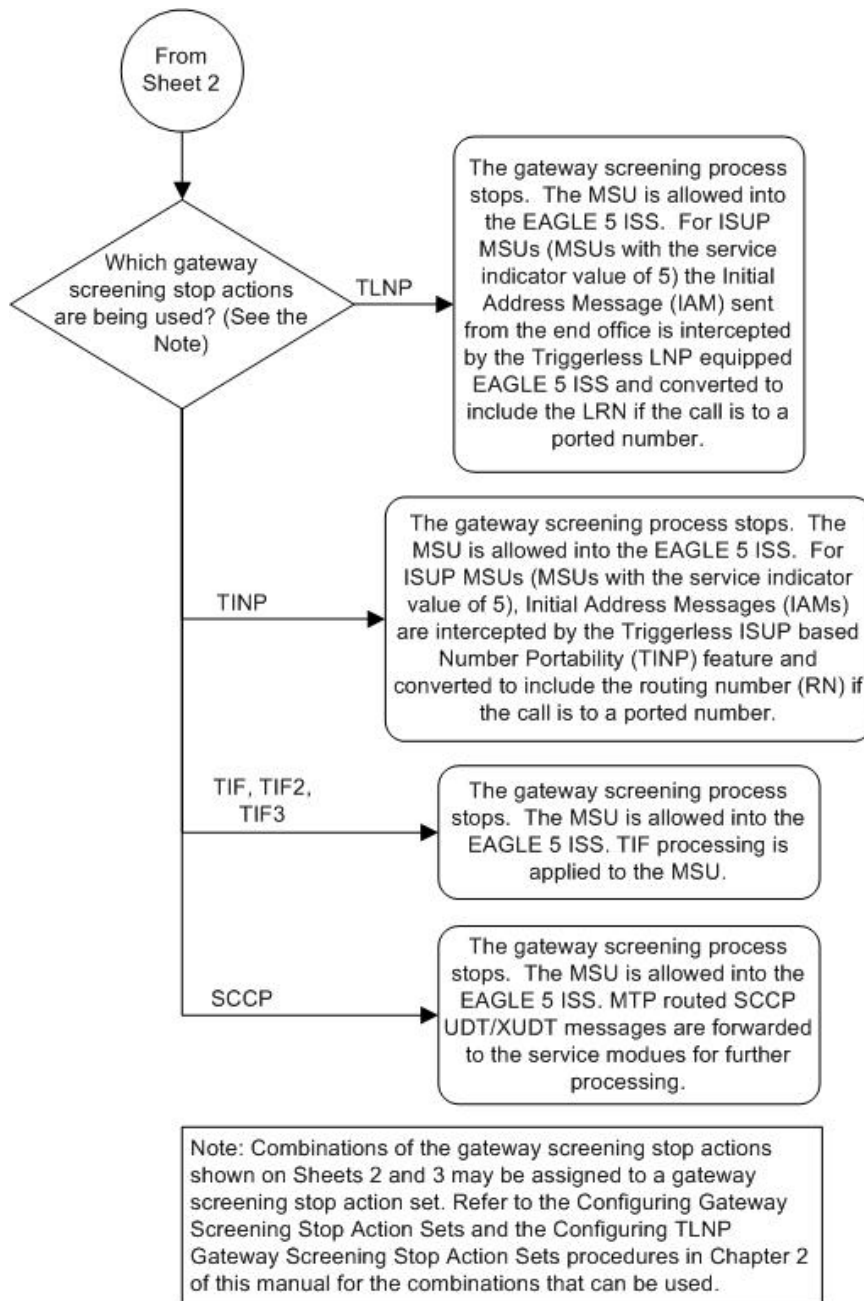 From
Sheet 2
Which gateway
screening stop actions
are being used? (See the
Note)
TLNP
The gateway screening process
stops.  The MSU is allowed into
the EAGLE 5 ISS.  For ISUP
MSUs (MSUs with the service
indicator value of 5) the Initial
Address Message (IAM) sent
from the end office is intercepted
by the Triggerless LNP equipped
EAGLE 5 ISS and converted to
include the LRN if the call is to a
ported number.
TINP
The gateway screening process stops.  The
MSU is allowed into the EAGLE 5 ISS.  For
ISUP MSUs (MSUs with the service indicator
value of 5), Initial Address Messages (IAMs)
are intercepted by the Triggerless ISUP based
Number Portability (TINP) feature and
converted to include the routing number (RN) if
the call is to a ported number.
TIF, TIF2,
TIF3
The gateway screening process
stops.  The MSU is allowed into the
EAGLE 5 ISS. TIF processing is
applied to the MSU.
SCCP
The gateway screening process
stops.  The MSU is allowed into the
EAGLE 5 ISS. MTP routed SCCP
UDT/XUDT messages are forwarded
to the service modues for further
processing.
Note: Combinations of the gateway screening stop actions
shown on Sheets 2 and 3 may be assigned to a gateway
screening stop action set. Refer to the Configuring Gateway
Screening Stop Action Sets and the Configuring TLNP
Gateway Screening Stop Action Sets procedures in Chapter 2
of this manual for the combinations that can be used.